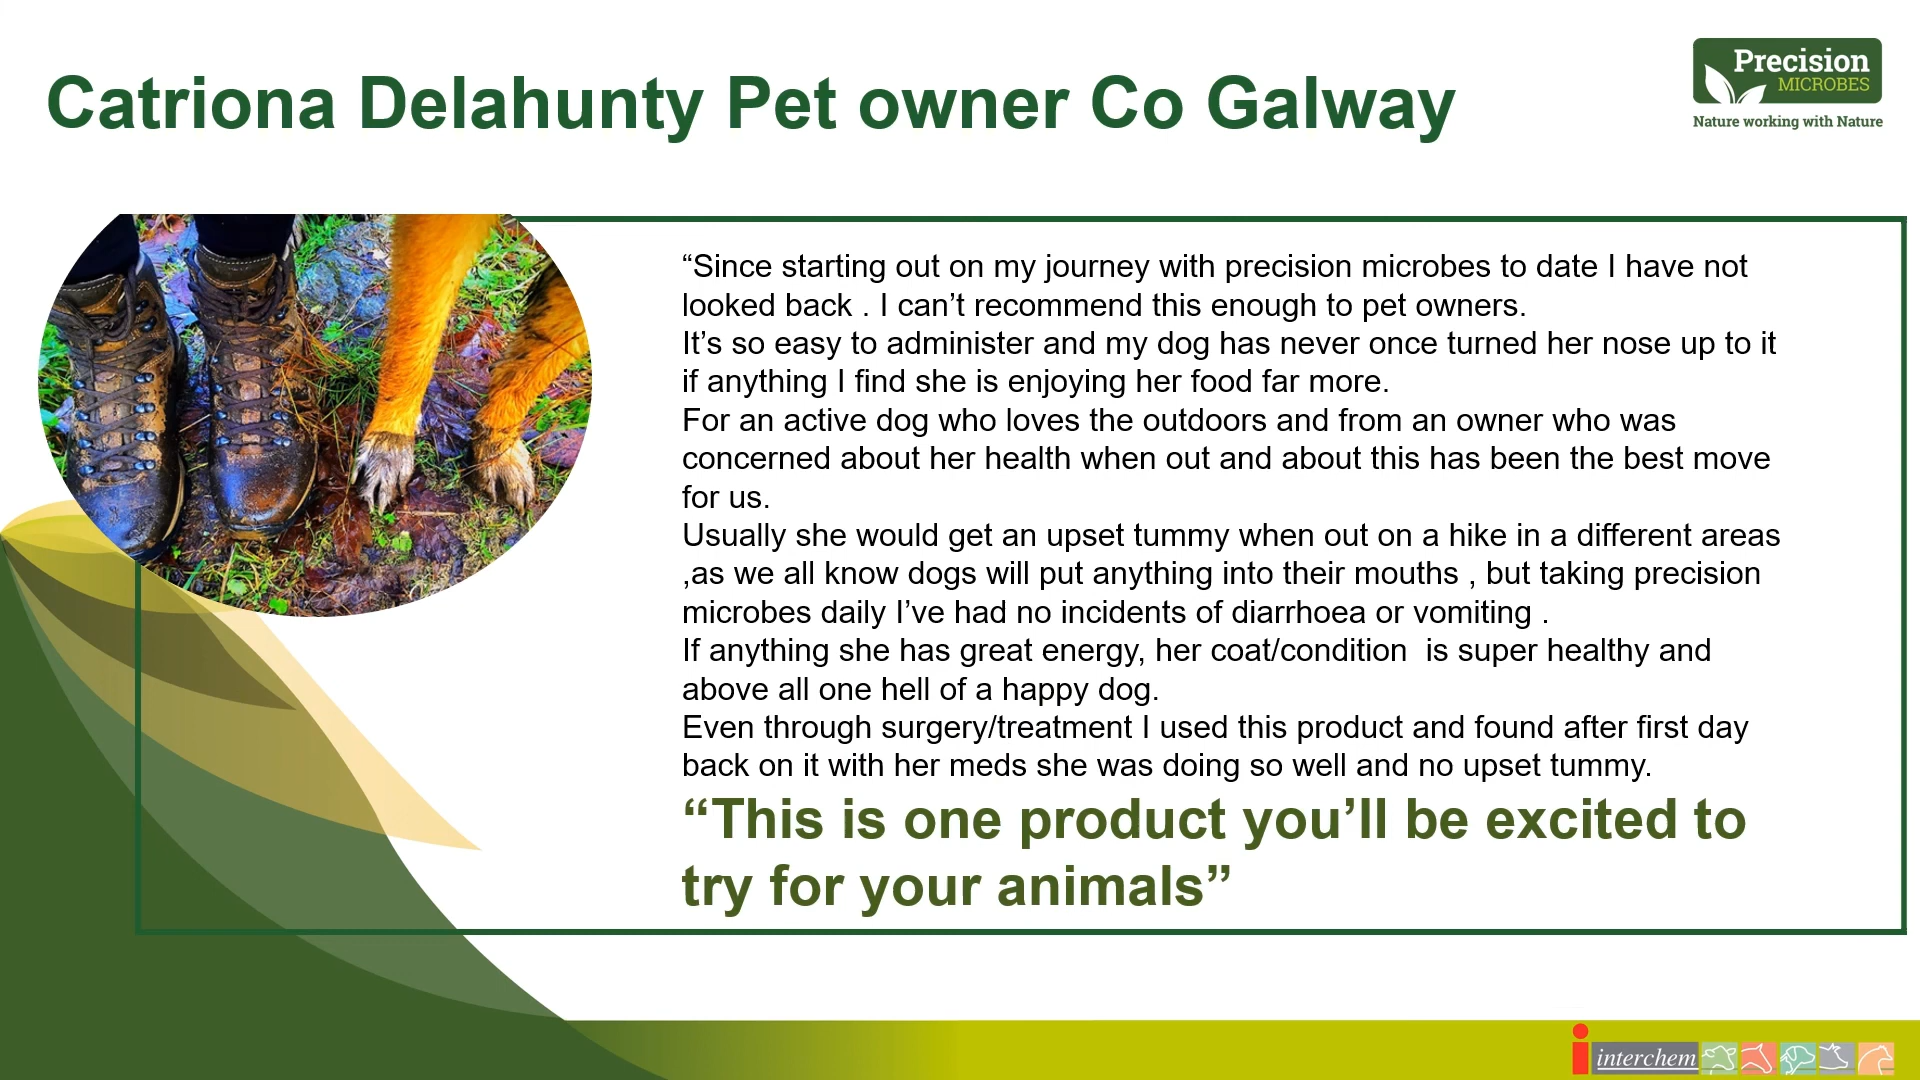 Catriona Delahunty Pet owner Co Galway
Precision
MICROBES
Nature working with Nature
“Since starting out on my journey with precision microbes to date I have not
looked back . I can’t recommend this enough to pet owners.
It’s so easy to administer and my dog has never once turned her nose up to it
if anything I find she is enjoying her food far more.
For an active dog who loves the outdoors and from an owner who was
concerned about her health when out and about this has been the best move
for us.
Usually she would get an upset tummy when out on a hike in a different areas
,as we all know dogs will put anything into their mouths , but taking precision
microbes daily I’ve had no incidents of diarrhoea or vomiting .
If anything she has great energy, her coat/condition  is super healthy and
above all one hell of a happy dog.
Even through surgery/treatment I used this product and found after first day
back on it with her meds she was doing so well and no upset tummy.
“This is one product you’ll be excited to
try for your animals”
i interchem